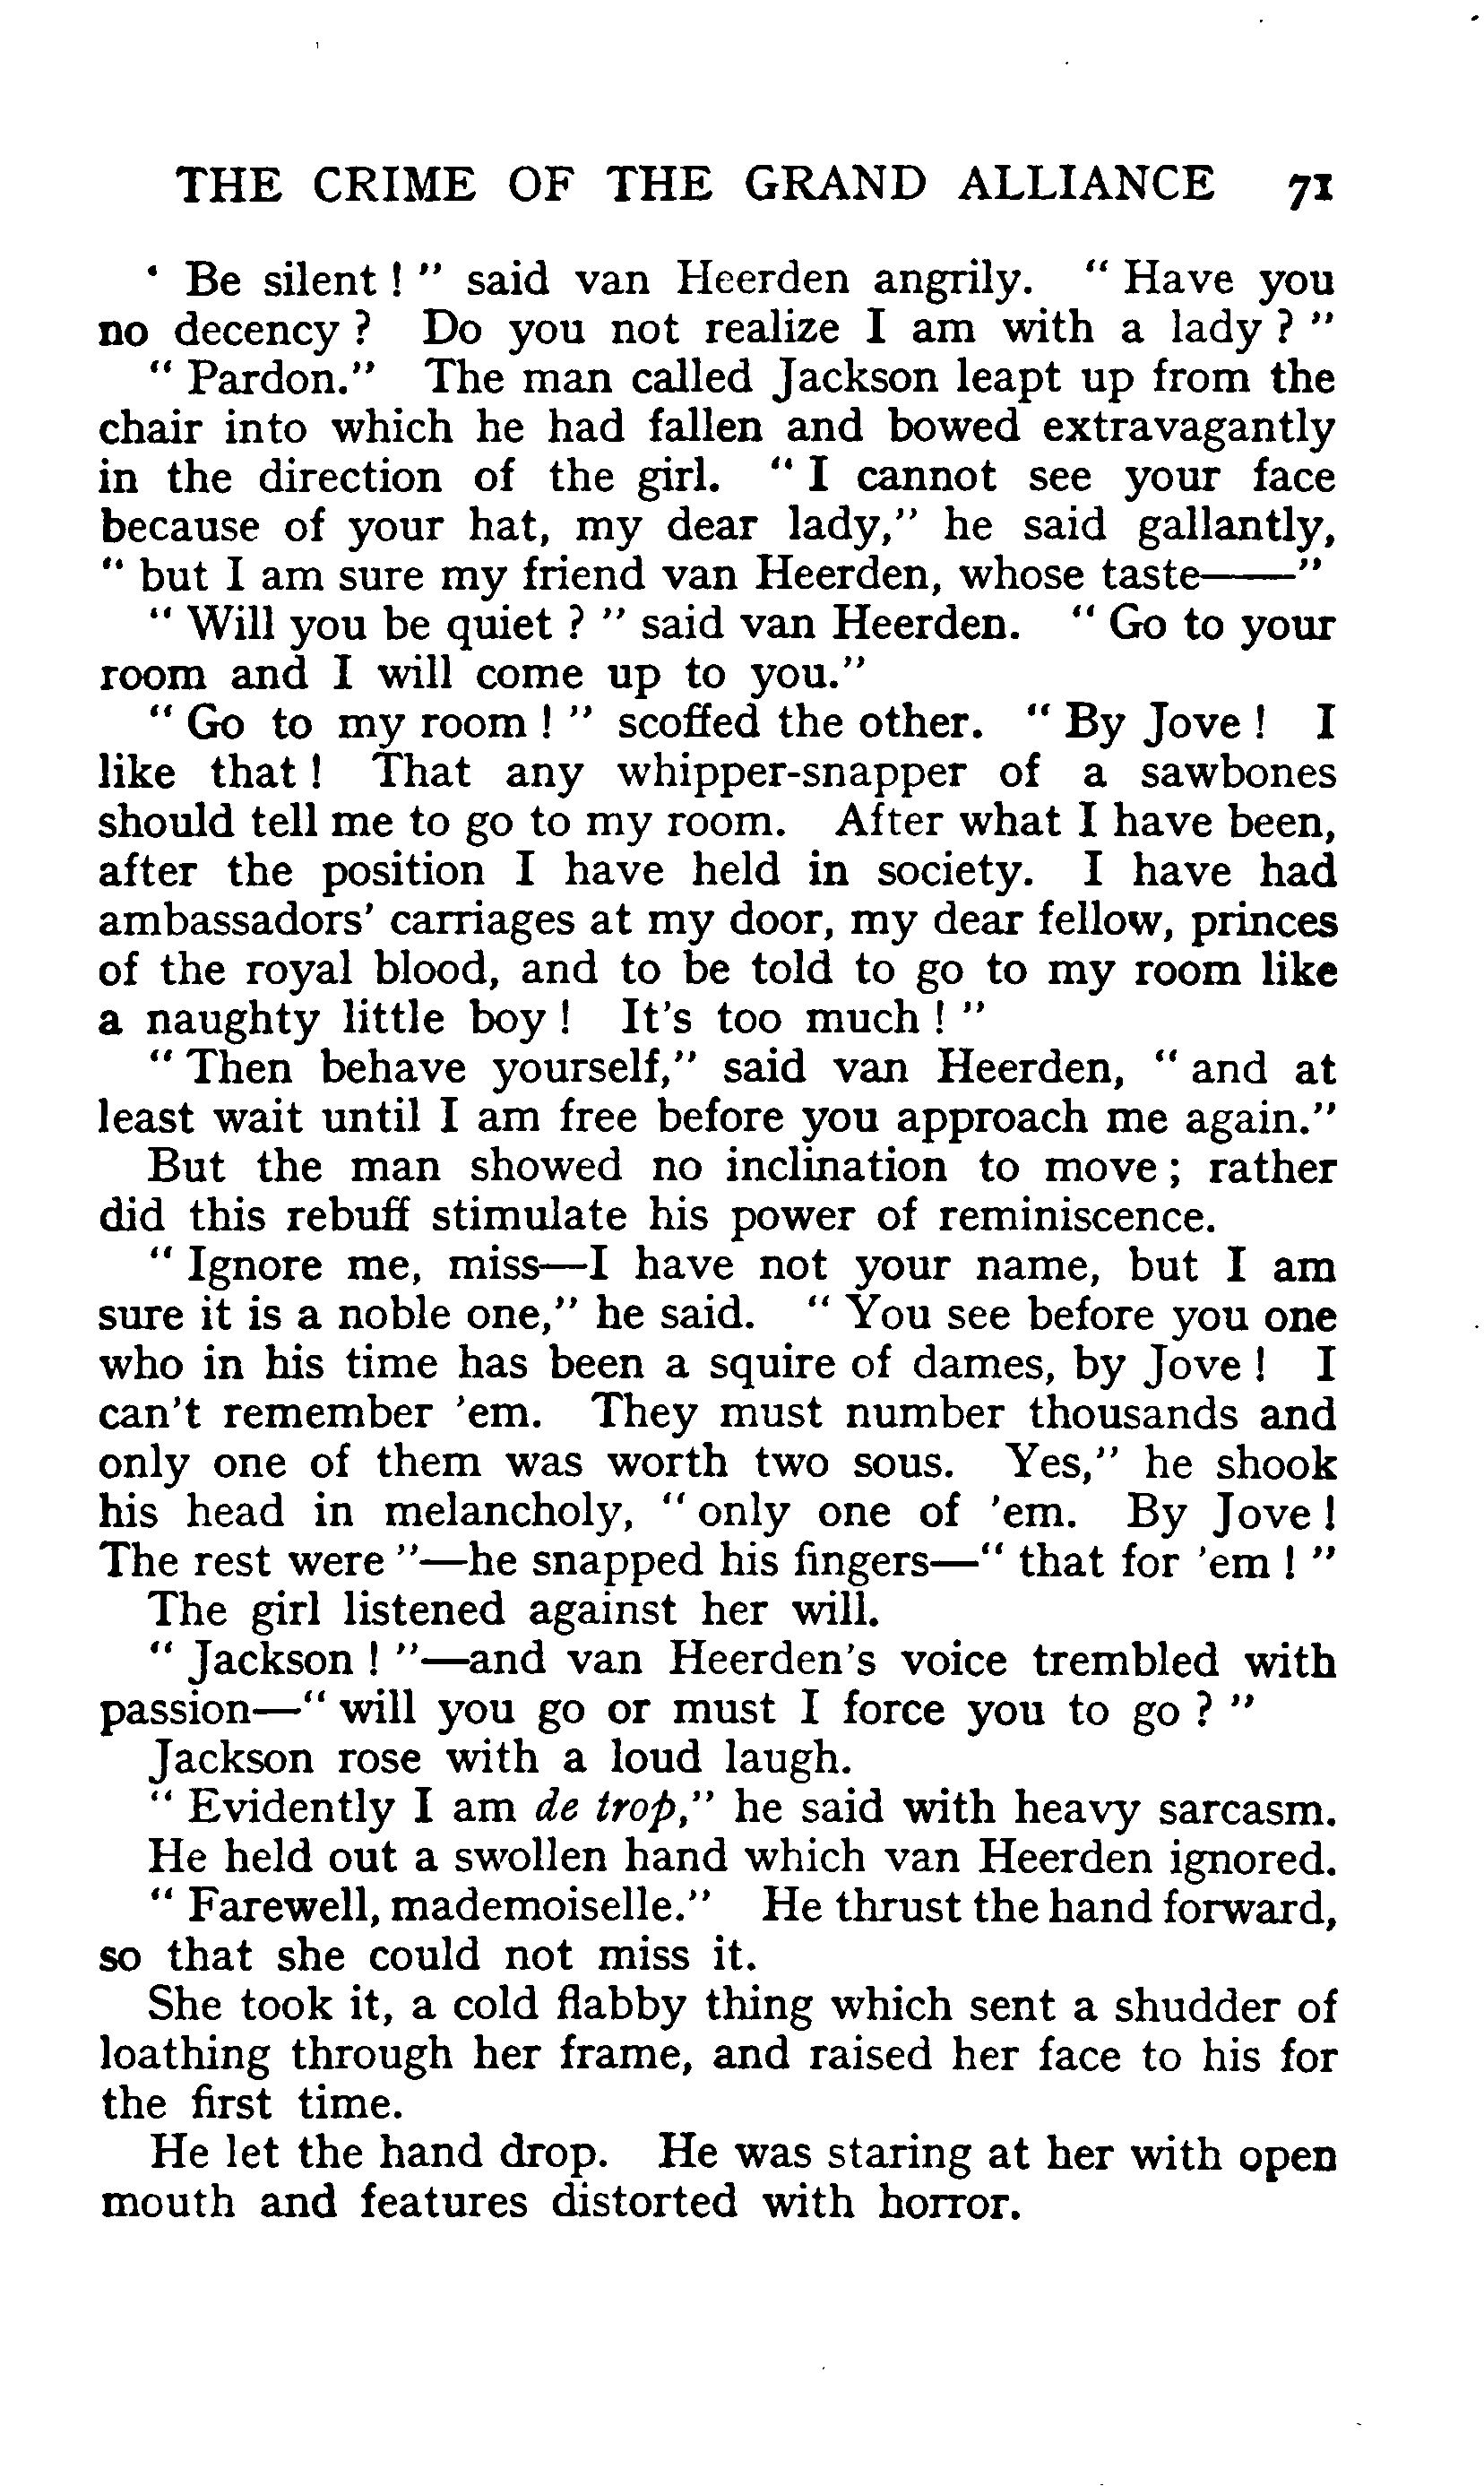 THE CRIME OF THE GRAND ALLIANCE 71
‘ Be silent ! ” said van Heerden angrily. “ Have you
no decency ? Do you not realize I am with a lady ? ”
“ Pardon.” The man called Jackson leapt up from the
chair into which he had fallen and bowed extravagantly
in the direction of the girl. “ I cannot see your face
because of your hat, my dear lady,” he said gallantly,
“ but I am sure my friend van Heerden, whose taste——”
“ Will you be quiet ? ” said van Heerden. “ Go to your
room and I will come up to you.”
“ Go to my room ! ” scoffed the other. “ By Jove ! I
like that ! That any whipper-snapper of a sawbones
should tell me to go to my room. After what I have been,
after the position I have held in society. I have had
ambassadors’ carriages at my door, my dear fellow, princes
of the royal blood, and to be told to go to my room like
a naughty little boy ! It’s too much ! ”
“ Then behave yourself,” said van Heerden, “ and at
least wait until I am free before you approach me again.”
But the man showed no inclination to move ; rather
did this rebuff stimulate his power of reminiscence.
“ Ignore me, miss—I have not your name, but I am
sure it is a noble one,” he said. “ You see before you one
who in his time has been a squire of dames, by Jove ! I
can’t remember ’em. They must number thousands and
only one of them was worth two sous. Yes,” he shook
his head in melancholy, “ only one of ’em. By Jove !
The rest were ”—he snapped his fingers—“ that for ’em ! ”
The girl listened against her will.
“ Jackson ! ”—and van Heerden’s voice trembled with
passion—“ will you go or must I force you to go ? ”
Jackson rose with a loud laugh.
“ Evidently I am de trop,” he said with heavy sarcasm.
He held out a swollen hand which van Heerden ignored.
“ Farewell, mademoiselle.” He thrust the hand forward,
so that she could not miss it.
She took it, a cold flabby thing which sent a shudder of
loathing through her frame, and raised her face to his for
the first time.
He let the hand drop. He was staring at her with open
mouth and features distorted with horror.